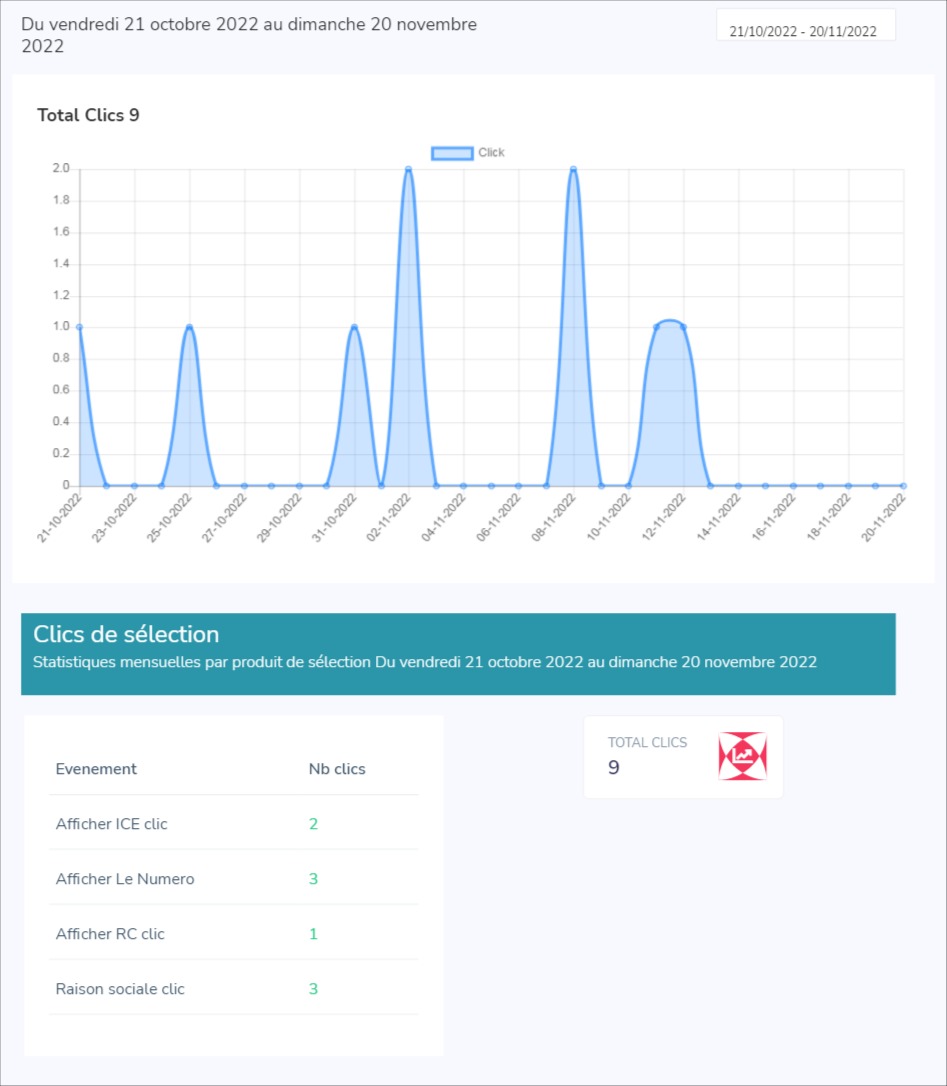 Du vendredi 21 octobre 2022 au dimanche 20 novembre
2022
21/10/2022 - 20/11/2022
Total Clics 9
Click
2.0
1.8
1.6
1.4
1.2
1.0
0.8
0.6
0.4
0.2
0
21-10-2022
23-10-2022
25-10-2022
27-10-2022
29-10-2022
31-10-2022
02-11-2022
04-11-2022
06-11-2022
08-11-2022
10-11-2022
12-11-2022
14-11-2022
16-11-2022
18-11-2022
20-11-2022
Clics de sélection
Statistiques mensuelles par produit de sélection Du vendredi 21 octobre 2022 au dimanche 20 novembre 2022
Evenement Nb clics
Afficher ICE clic 2
Afficher Le Numero 3
Afficher RC clic 1
Raison sociale clic 3
TOTAL CLICS
9